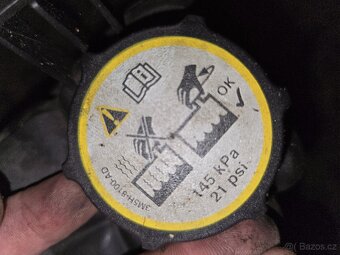 OK
145 kPa
21 psi
3M5H-8100-AD
© Bazos.cz